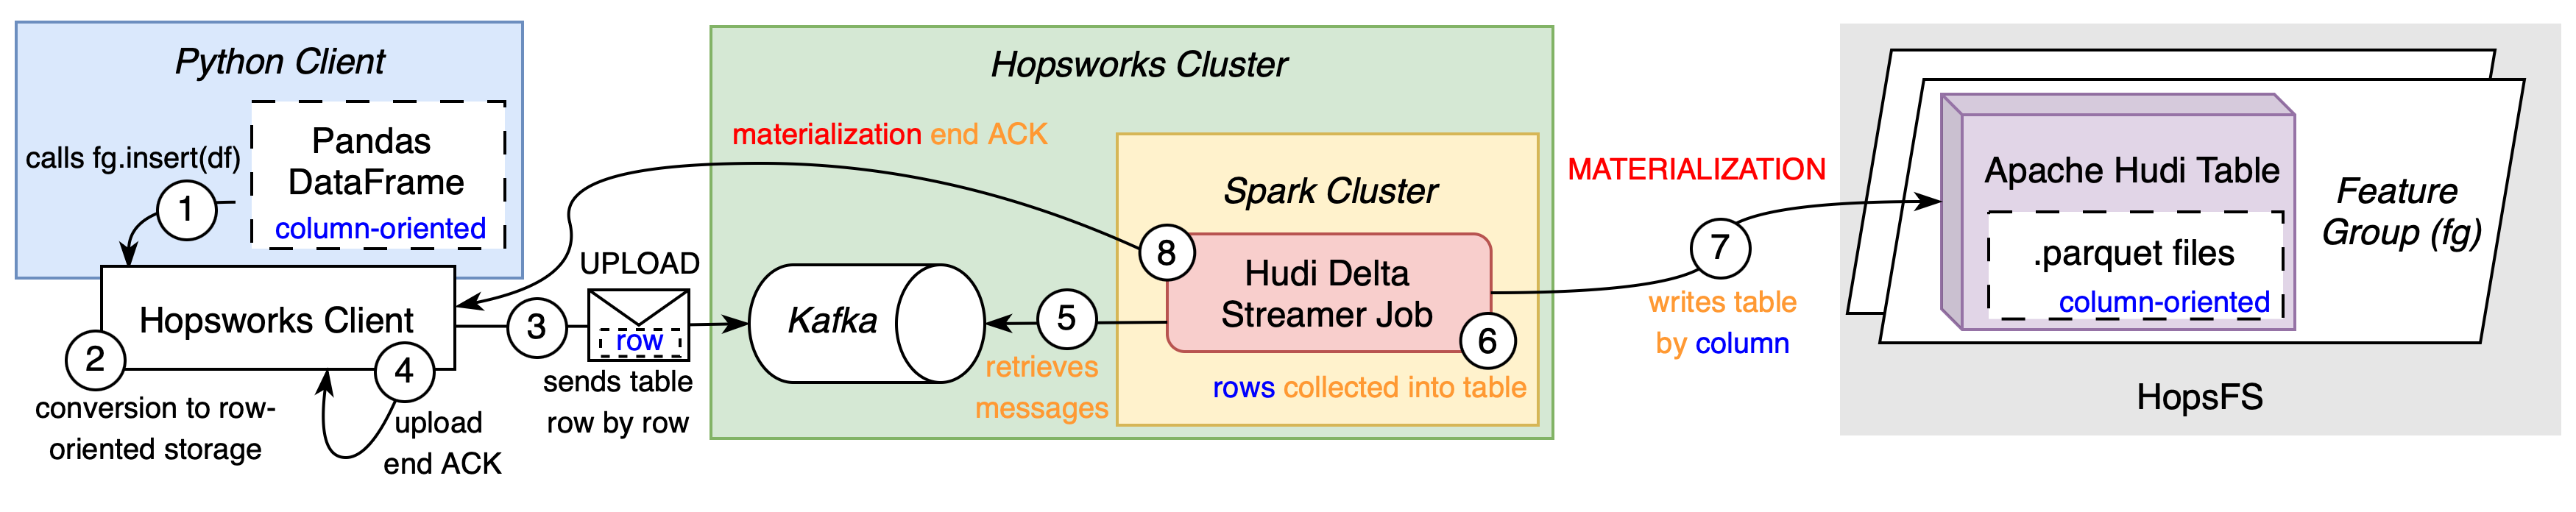 Python Client
calls fg.insert(df)
Pandas
DataFrame
column-oriented
1
Hopsworks Client
2
conversion to row-
oriented storage
4
upload
end ACK
3
UPLOAD
row
sends table
row by row
Hopsworks Cluster
materialization end ACK
Kafka
5
retrieves
messages
Spark Cluster
8
Hudi Delta
Streamer Job
6
rows collected into table
MATERIALIZATION
7
writes table
by column
Apache Hudi Table
.parquet files
column-oriented
Feature
Group (fg)
HopsFS